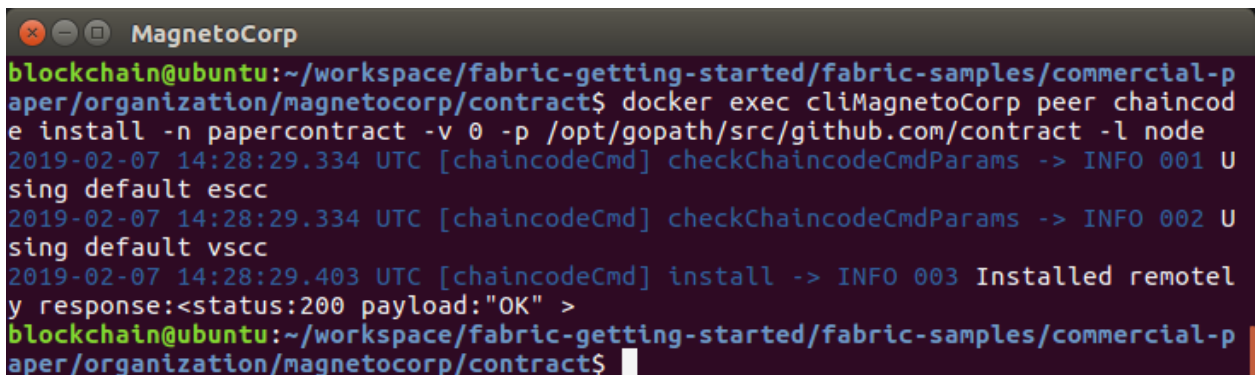 MagnetoCorp
blockchain@ubuntu:~/workspace/fabric-getting-started/fabric-samples/commercial-p
aper/organization/magnetocorp/contract$ docker exec cliMagnetoCorp peer chaincod
e install -n papercontract -v 0 -p /opt/gopath/src/github.com/contract -l node
2019-02-07 14:28:29.334 UTC [chaincodeCmd] checkChaincodeCmdParams -> INFO 001 U
sing default escc
2019-02-07 14:28:29.334 UTC [chaincodeCmd] checkChaincodeCmdParams -> INFO 002 U
sing default vscc
2019-02-07 14:28:29.403 UTC [chaincodeCmd] install -> INFO 003 Installed remotel
y response:<status:200 payload:"OK" >
blockchain@ubuntu:~/workspace/fabric-getting-started/fabric-samples/commercial-p
aper/organization/magnetocorp/contract$